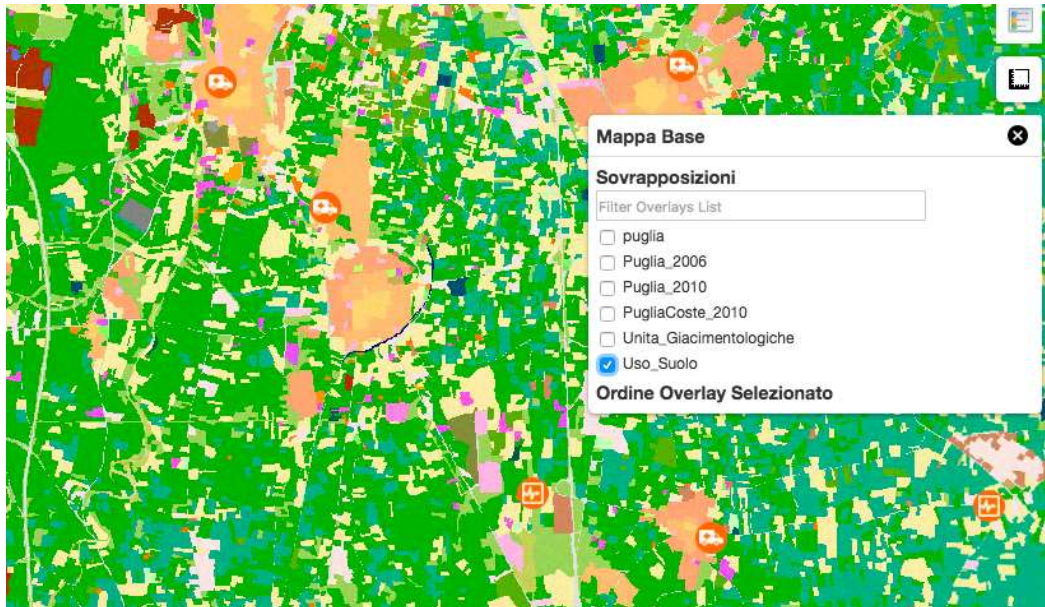 Mappa Base
Sovrapposizioni
Filter Overlays List
puglia
Puglia_2006
Puglia_2010
PugliaCoste_2010
Unita_Giacimentologiche
Uso_Suolo
Ordine Overlay Selezionato